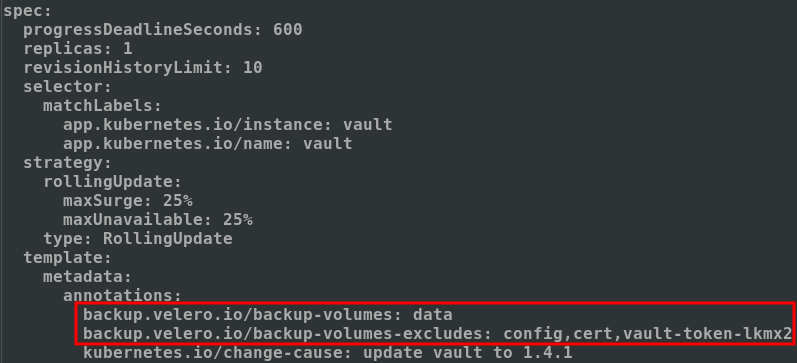 spec:
  progressDeadlineSeconds: 600
  replicas: 1
  revisionHistoryLimit: 10
  selector:
    matchLabels:
      app.kubernetes.io/instance: vault
      app.kubernetes.io/name: vault
  strategy:
    rollingUpdate:
      maxSurge: 25%
      maxUnavailable: 25%
    type: RollingUpdate
  template:
    metadata:
      annotations:
        backup.velero.io/backup-volumes: data
        backup.velero.io/backup-volumes-excludes: config,cert,vault-token-lkmx2
        kubernetes.io/change-cause: update vault to 1.4.1